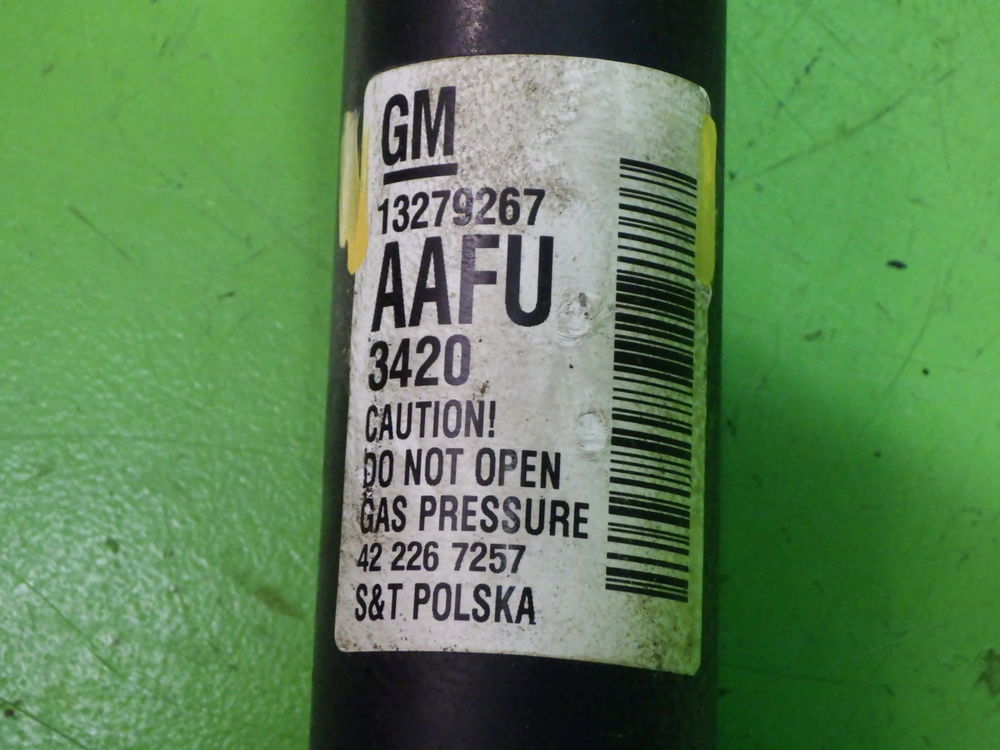 GM
13279267
AAFU
3420
CAUTION!
DO NOT OPEN
GAS PRESSURE
42 226 7257
S&T POLSKA